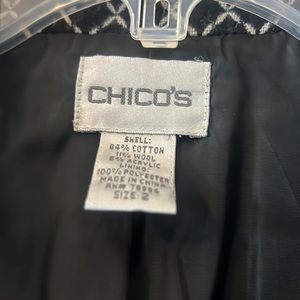 CHICO'S
SHELL:
84% COTTON
11% WOOL
5% ACRYLIC
LINING:
100% POLYESTER
MADE IN CHINA
SIZE: 2